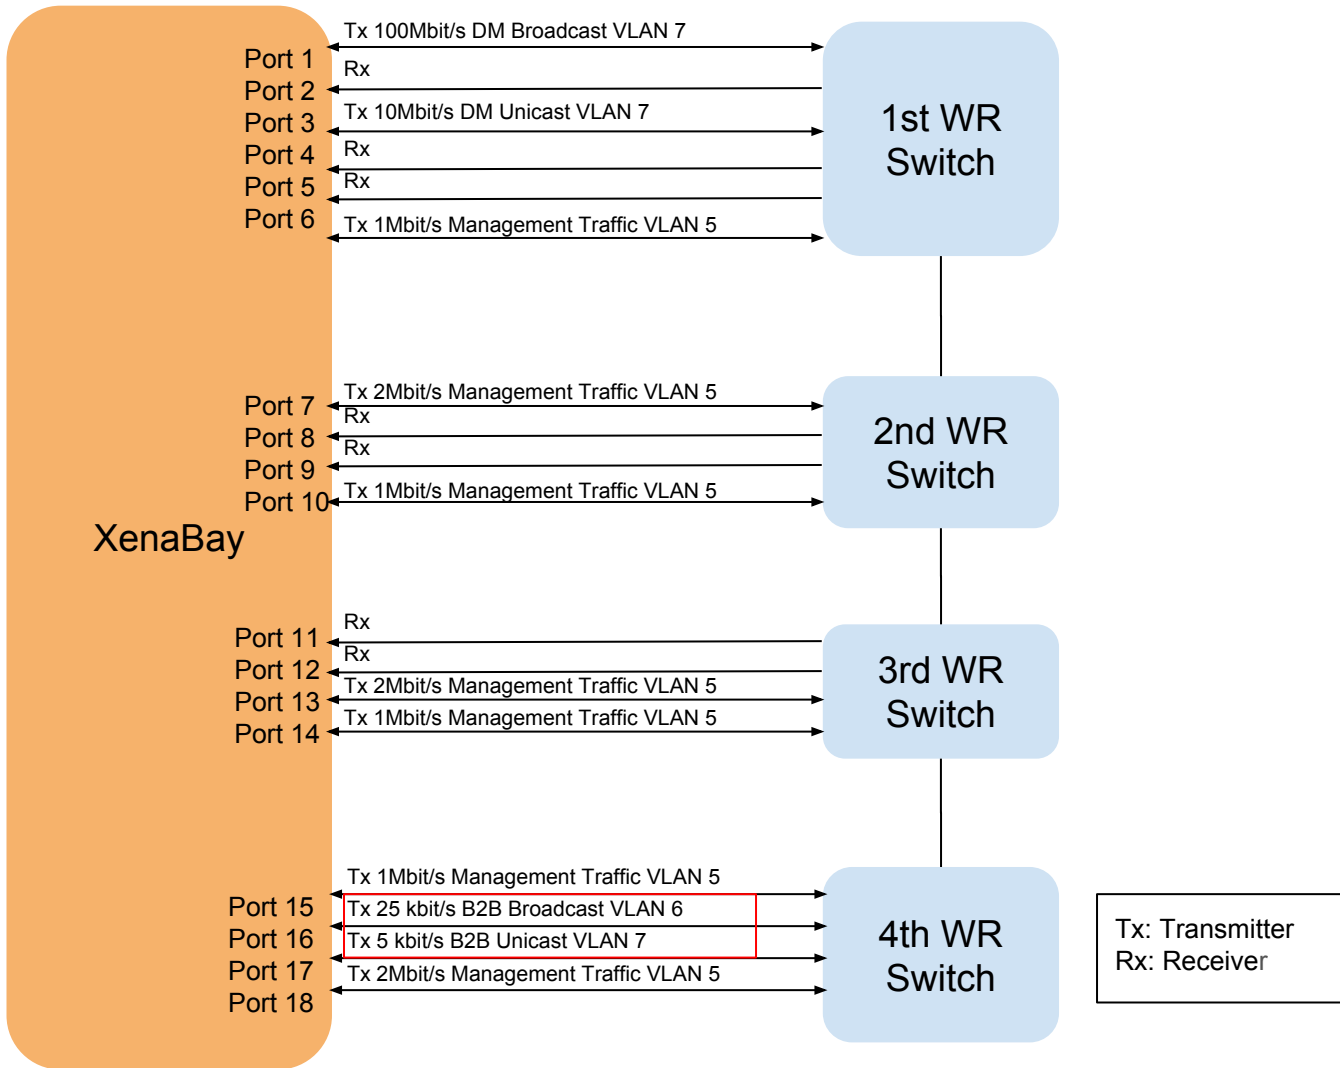 Tx 100Mbit/s DM Broadcast VLAN 7
Port 1
Rx
Port 2
Tx 10Mbit/s DM Unicast VLAN 7
Port 3
Rx
Port 4
Rx
Port 5
Tx 1Mbit/s Management Traffic VLAN 5
Port 6
1st WR
Switch
Tx 2Mbit/s Management Traffic VLAN 5
Port 7
Rx
Port 8
Rx
Port 9
Tx 1Mbit/s Management Traffic VLAN 5
Port 10
2nd WR
Switch
XenaBay
Rx
Port 11
Rx
Port 12
Tx 2Mbit/s Management Traffic VLAN 5
Port 13
Tx 1Mbit/s Management Traffic VLAN 5
Port 14
3rd WR
Switch
Tx 1Mbit/s Management Traffic VLAN 5
Port 15
Tx 25 kbit/s B2B Broadcast VLAN 6
Port 16
Tx 5 kbit/s B2B Unicast VLAN 7
Port 17
Tx 2Mbit/s Management Traffic VLAN 5
Port 18
4th WR
Switch
Tx: Transmitter
Rx: Receiver